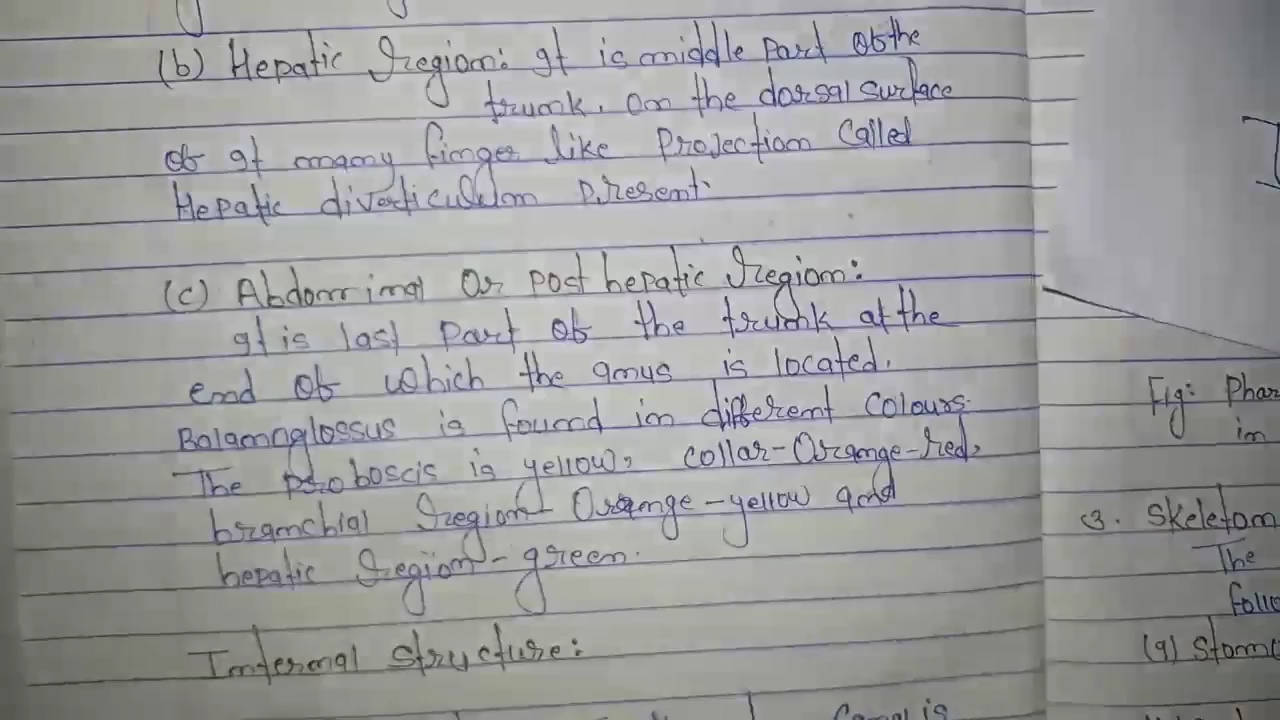 (b) Hepatic region: It is middle part of the
trunk. On the dorsal surface
of it many finger like projection called
Hepatic diverticulum present.
(c) Abdominal Or post hepatic region:
It is last part of the trunk at the
end of which the anus is located.
Balanoglossus is found in different colours.
The proboscis is yellow, collar-Orange-red,
branchial region- Orange-yellow and
hepatic region-green.
Internal structure:
Canal is
Fig: Phar
in
3. Skeleton
The
follo
(a) Stomo